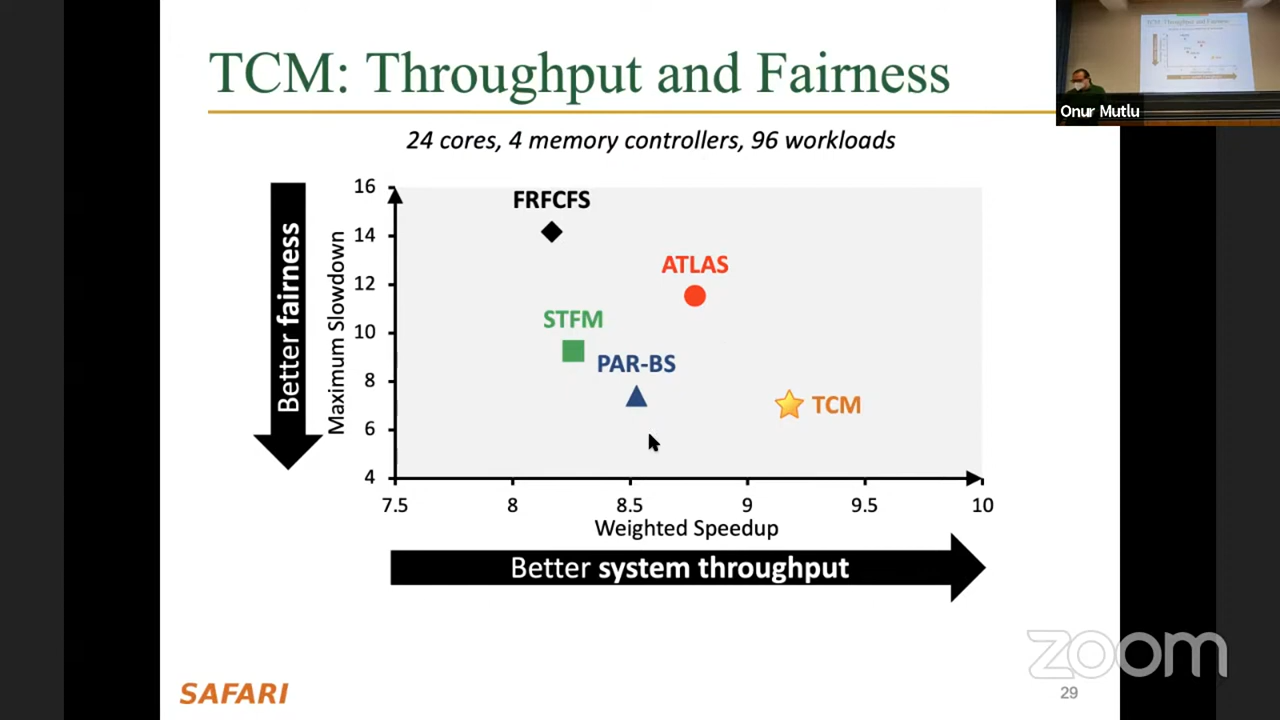 TCM: Throughput and Fairness
Onur Mutlu
24 cores, 4 memory controllers, 96 workloads
Better fairness
Maximum Slowdown
16
14
12
10
8
6
4
FRFCFS
ATLAS
STFM
PAR-BS
TCM
7.5 8 8.5 9 9.5 10
Weighted Speedup
Better system throughput
zoom
SAFARI
29